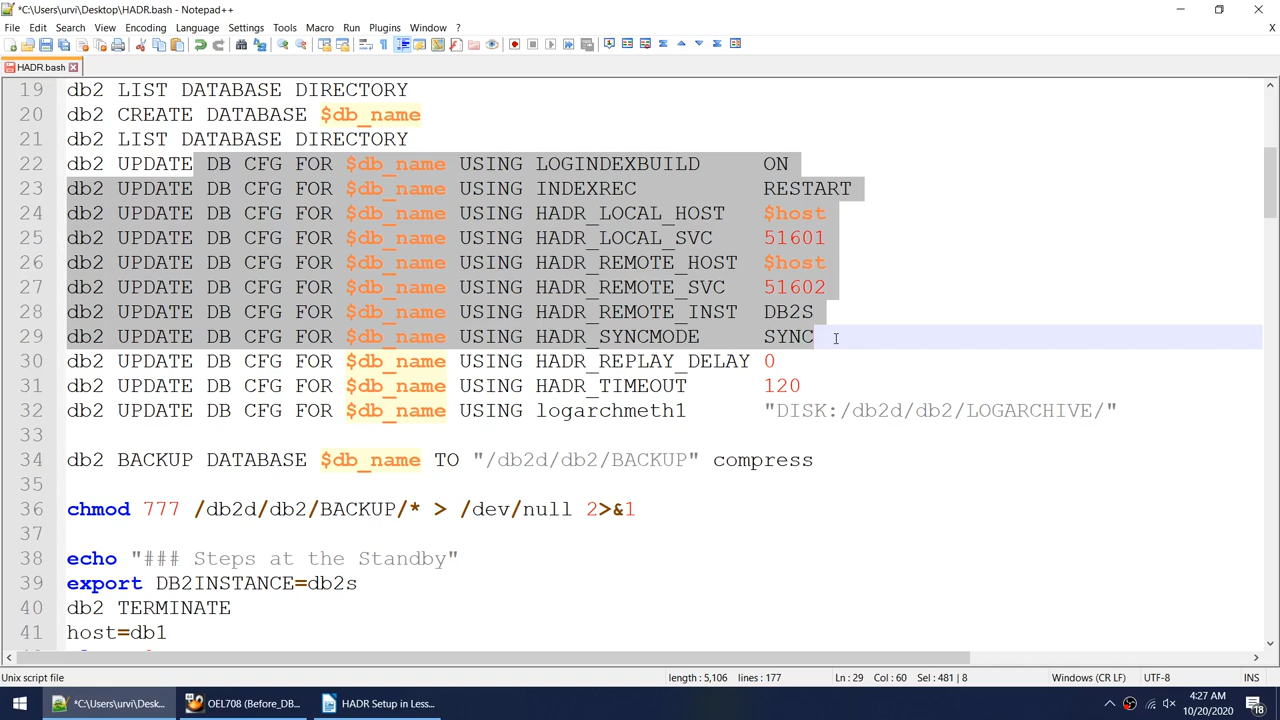 *C:\Users\urvi\Desktop\HADR.bash - Notepad++
File Edit Search View Encoding Language Settings Tools Macro Run Plugins Window ?
X
HADR.bash
19 db2 LIST DATABASE DIRECTORY
20 db2 CREATE DATABASE $db_name
21 db2 LIST DATABASE DIRECTORY
22 db2 UPDATE DB CFG FOR $db_name USING LOGINDEXBUILD ON
23 db2 UPDATE DB CFG FOR $db_name USING INDEXREC RESTART
24 db2 UPDATE DB CFG FOR $db_name USING HADR_LOCAL_HOST $host
25 db2 UPDATE DB CFG FOR $db_name USING HADR_LOCAL_SVC 51601
26 db2 UPDATE DB CFG FOR $db_name USING HADR_REMOTE_HOST $host
27 db2 UPDATE DB CFG FOR $db_name USING HADR_REMOTE_SVC 51602
28 db2 UPDATE DB CFG FOR $db_name USING HADR_REMOTE_INST DB2S
29 db2 UPDATE DB CFG FOR $db_name USING HADR_SYNCMODE SYNC
30 db2 UPDATE DB CFG FOR $db_name USING HADR_REPLAY_DELAY 0
31 db2 UPDATE DB CFG FOR $db_name USING HADR_TIMEOUT 120
32 db2 UPDATE DB CFG FOR $db_name USING logarchmeth1 "DISK:/db2d/db2/LOGARCHIVE/"
33
34 db2 BACKUP DATABASE $db_name TO "/db2d/db2/BACKUP" compress
35
36 chmod 777 /db2d/db2/BACKUP/* > /dev/null 2>&1
37
38 echo "### Steps at the Standby"
39 export DB2INSTANCE=db2s
40 db2 TERMINATE
41 host=db1
Unix script file length : 5,106 lines : 177 Ln : 29 Col : 60 Sel : 481 | 8 Windows (CR LF) UTF-8 INS
*C:\Users\urvi\Desk... OEL708 (Before_DB... HADR Setup in Less... 4:27 AM
10/20/2020 18